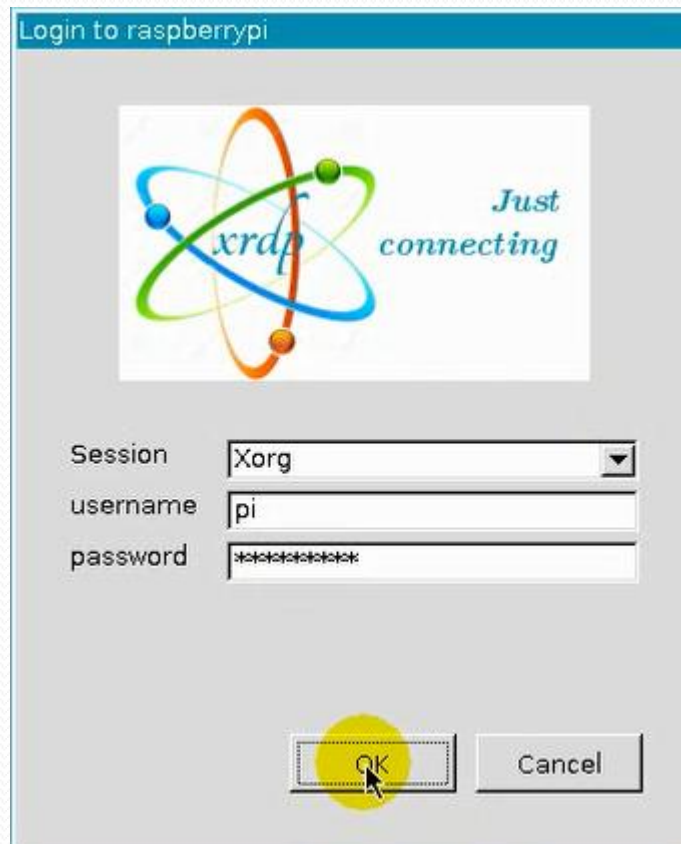 Login to raspberrypi
xrdp
Just
connecting
Session Xorg
username pi
password **********
OK Cancel